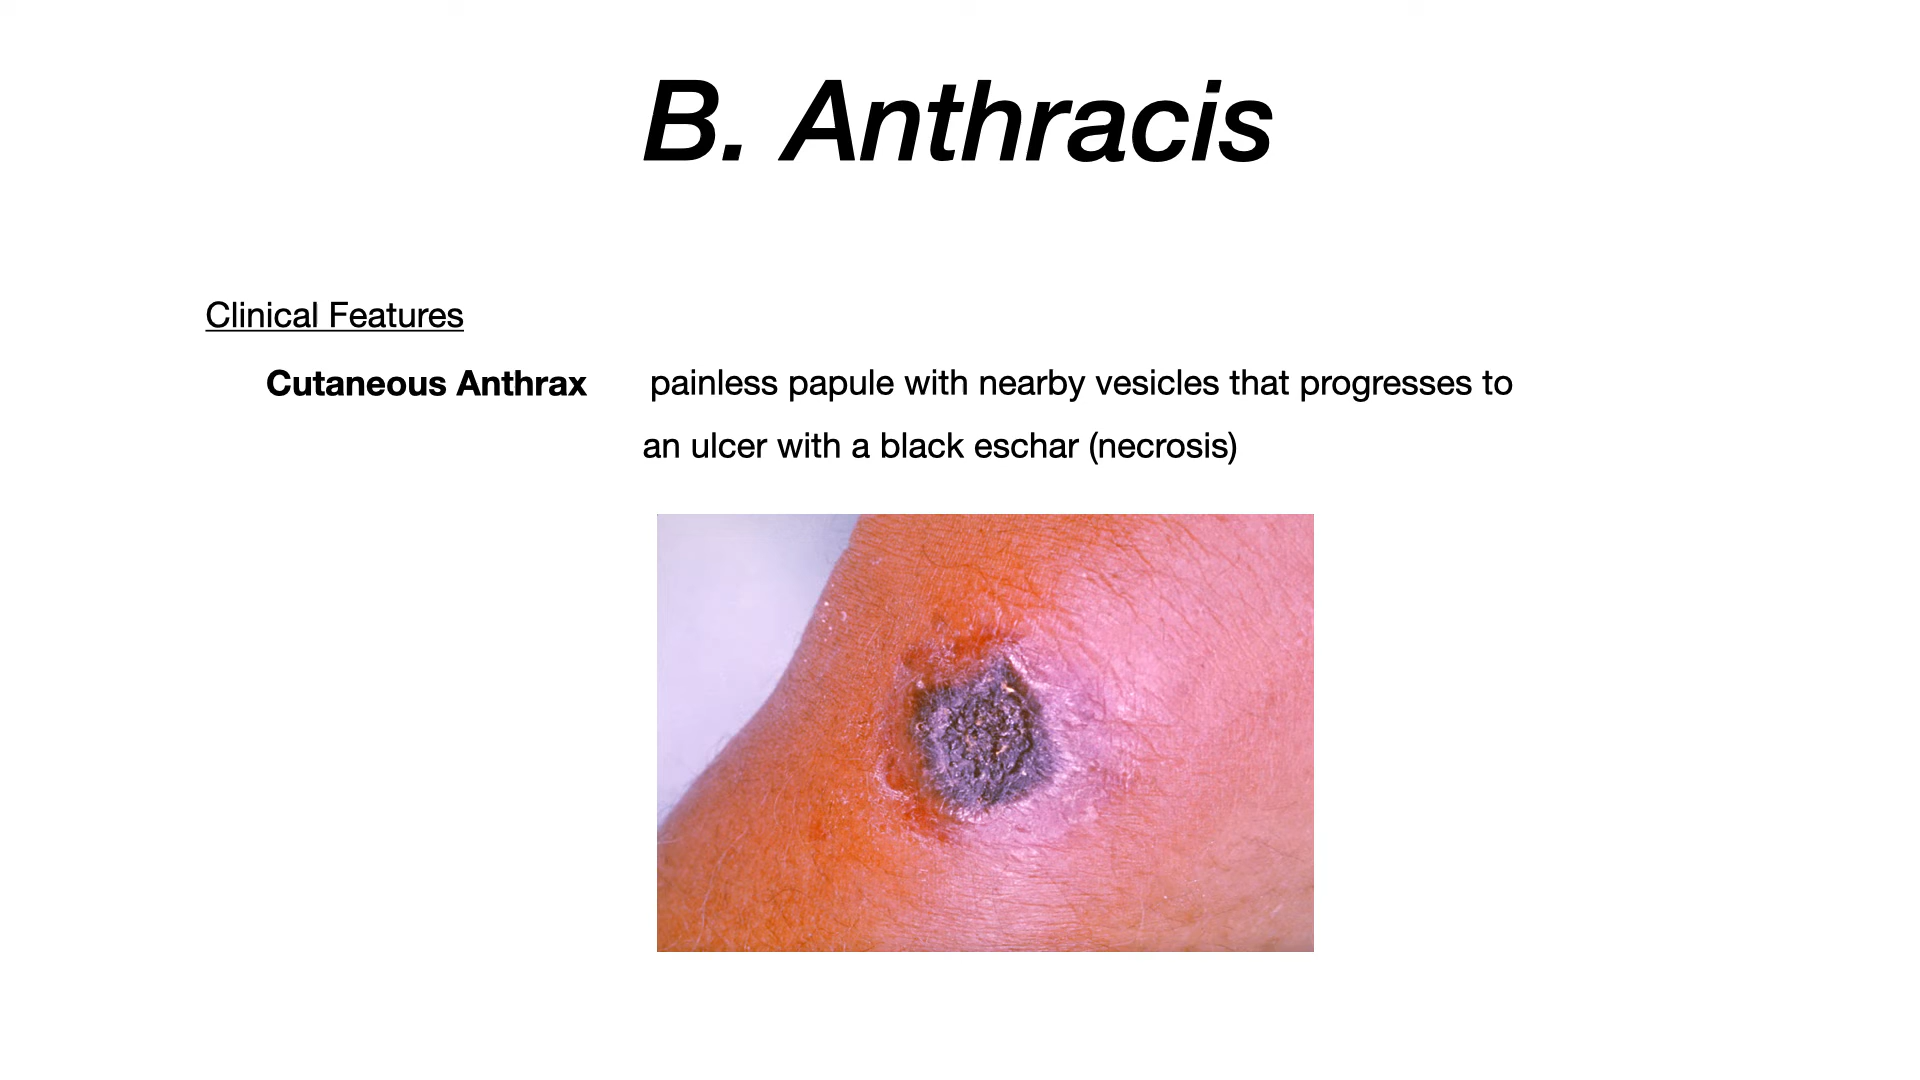 B. Anthracis
Clinical Features
Cutaneous Anthrax painless papule with nearby vesicles that progresses to
an ulcer with a black eschar (necrosis)